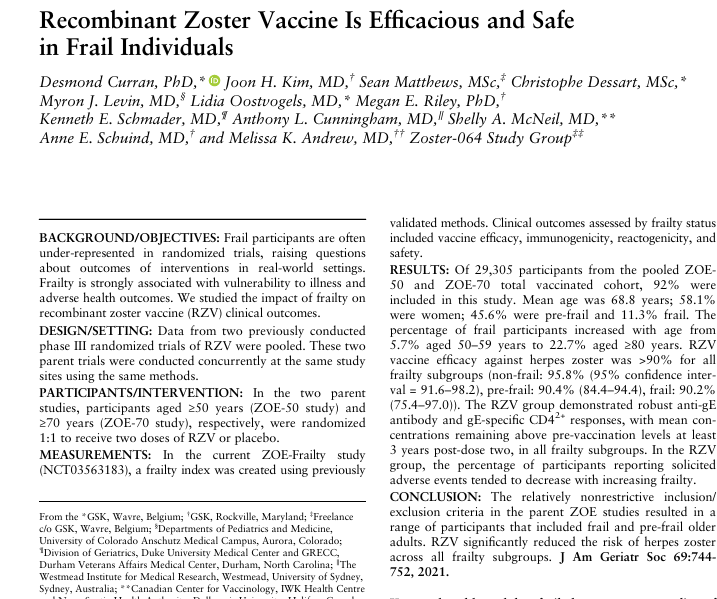 Recombinant Zoster Vaccine Is Efficacious and Safe
in Frail Individuals
Desmond Curran, PhD,* iD Joon H. Kim, MD,† Sean Matthews, MSc,‡ Christophe Dessart, MSc,*
Myron J. Levin, MD,§ Lidia Oostvogels, MD,* Megan E. Riley, PhD,†
Kenneth E. Schmader, MD,¶ Anthony L. Cunningham, MD,‖ Shelly A. McNeil, MD,**
Anne E. Schuind, MD,† and Melissa K. Andrew, MD,†† Zoster-064 Study Group‡‡
BACKGROUND/OBJECTIVES: Frail participants are often
under-represented in randomized trials, raising questions
about outcomes of interventions in real-world settings.
Frailty is strongly associated with vulnerability to illness and
adverse health outcomes. We studied the impact of frailty on
recombinant zoster vaccine (RZV) clinical outcomes.
DESIGN/SETTING: Data from two previously conducted
phase III randomized trials of RZV were pooled. These two
parent trials were conducted concurrently at the same study
sites using the same methods.
PARTICIPANTS/INTERVENTION: In the two parent
studies, participants aged ≥50 years (ZOE-50 study) and
≥70 years (ZOE-70 study), respectively, were randomized
1:1 to receive two doses of RZV or placebo.
MEASUREMENTS: In the current ZOE-Frailty study
(NCT03563183), a frailty index was created using previously
From the *GSK, Wavre, Belgium; †GSK, Rockville, Maryland; ‡Freelance
c/o GSK, Wavre, Belgium; §Departments of Pediatrics and Medicine,
University of Colorado Anschutz Medical Campus, Aurora, Colorado;
¶Division of Geriatrics, Duke University Medical Center and GRECC,
Durham Veterans Affairs Medical Center, Durham, North Carolina; ‖The
Westmead Institute for Medical Research, Westmead, University of Sydney,
Sydney, Australia; **Canadian Center for Vaccinology, IWK Health Centre
validated methods. Clinical outcomes assessed by frailty status
included vaccine efficacy, immunogenicity, reactogenicity, and
safety.
RESULTS: Of 29,305 participants from the pooled ZOE-
50 and ZOE-70 total vaccinated cohort, 92% were
included in this study. Mean age was 68.8 years; 58.1%
were women; 45.6% were pre-frail and 11.3% frail. The
percentage of frail participants increased with age from
5.7% aged 50–59 years to 22.7% aged ≥80 years. RZV
vaccine efficacy against herpes zoster was >90% for all
frailty subgroups (non-frail: 95.8% (95% confidence inter-
val = 91.6–98.2), pre-frail: 90.4% (84.4–94.4), frail: 90.2%
(75.4–97.0)). The RZV group demonstrated robust anti-gE
antibody and gE-specific CD4²⁺ responses, with mean con-
centrations remaining above pre-vaccination levels at least
3 years post-dose two, in all frailty subgroups. In the RZV
group, the percentage of participants reporting solicited
adverse events tended to decrease with increasing frailty.
CONCLUSION: The relatively nonrestrictive inclusion/
exclusion criteria in the parent ZOE studies resulted in a
range of participants that included frail and pre-frail older
adults. RZV significantly reduced the risk of herpes zoster
across all frailty subgroups. J Am Geriatr Soc 69:744-
752, 2021.